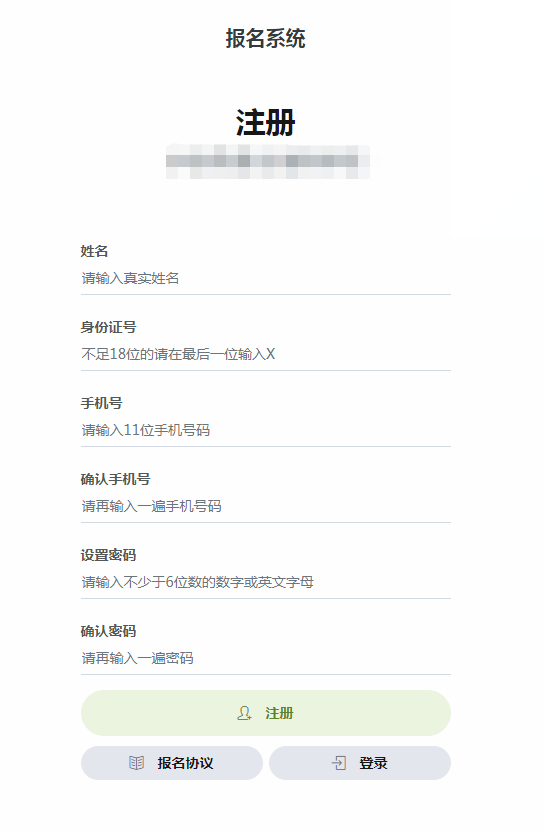 报名系统
注册
姓名
请输入真实姓名
身份证号
不足18位的请在最后一位输入X
手机号
请输入11位手机号码
确认手机号
请再输入一遍手机号码
设置密码
请输入不少于6位数的数字或英文字母
确认密码
请再输入一遍密码
注册
报名协议 登录